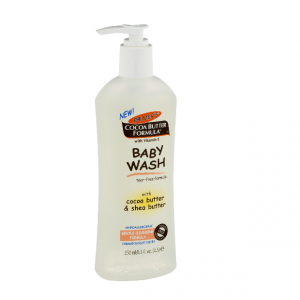 NEW!
PALMER'S
COCOA BUTTER
FORMULA
with Vitamin E
BABY
WASH
Tear-Free Formula
with
cocoa butter
& shea butter
HYPOALLERGENIC